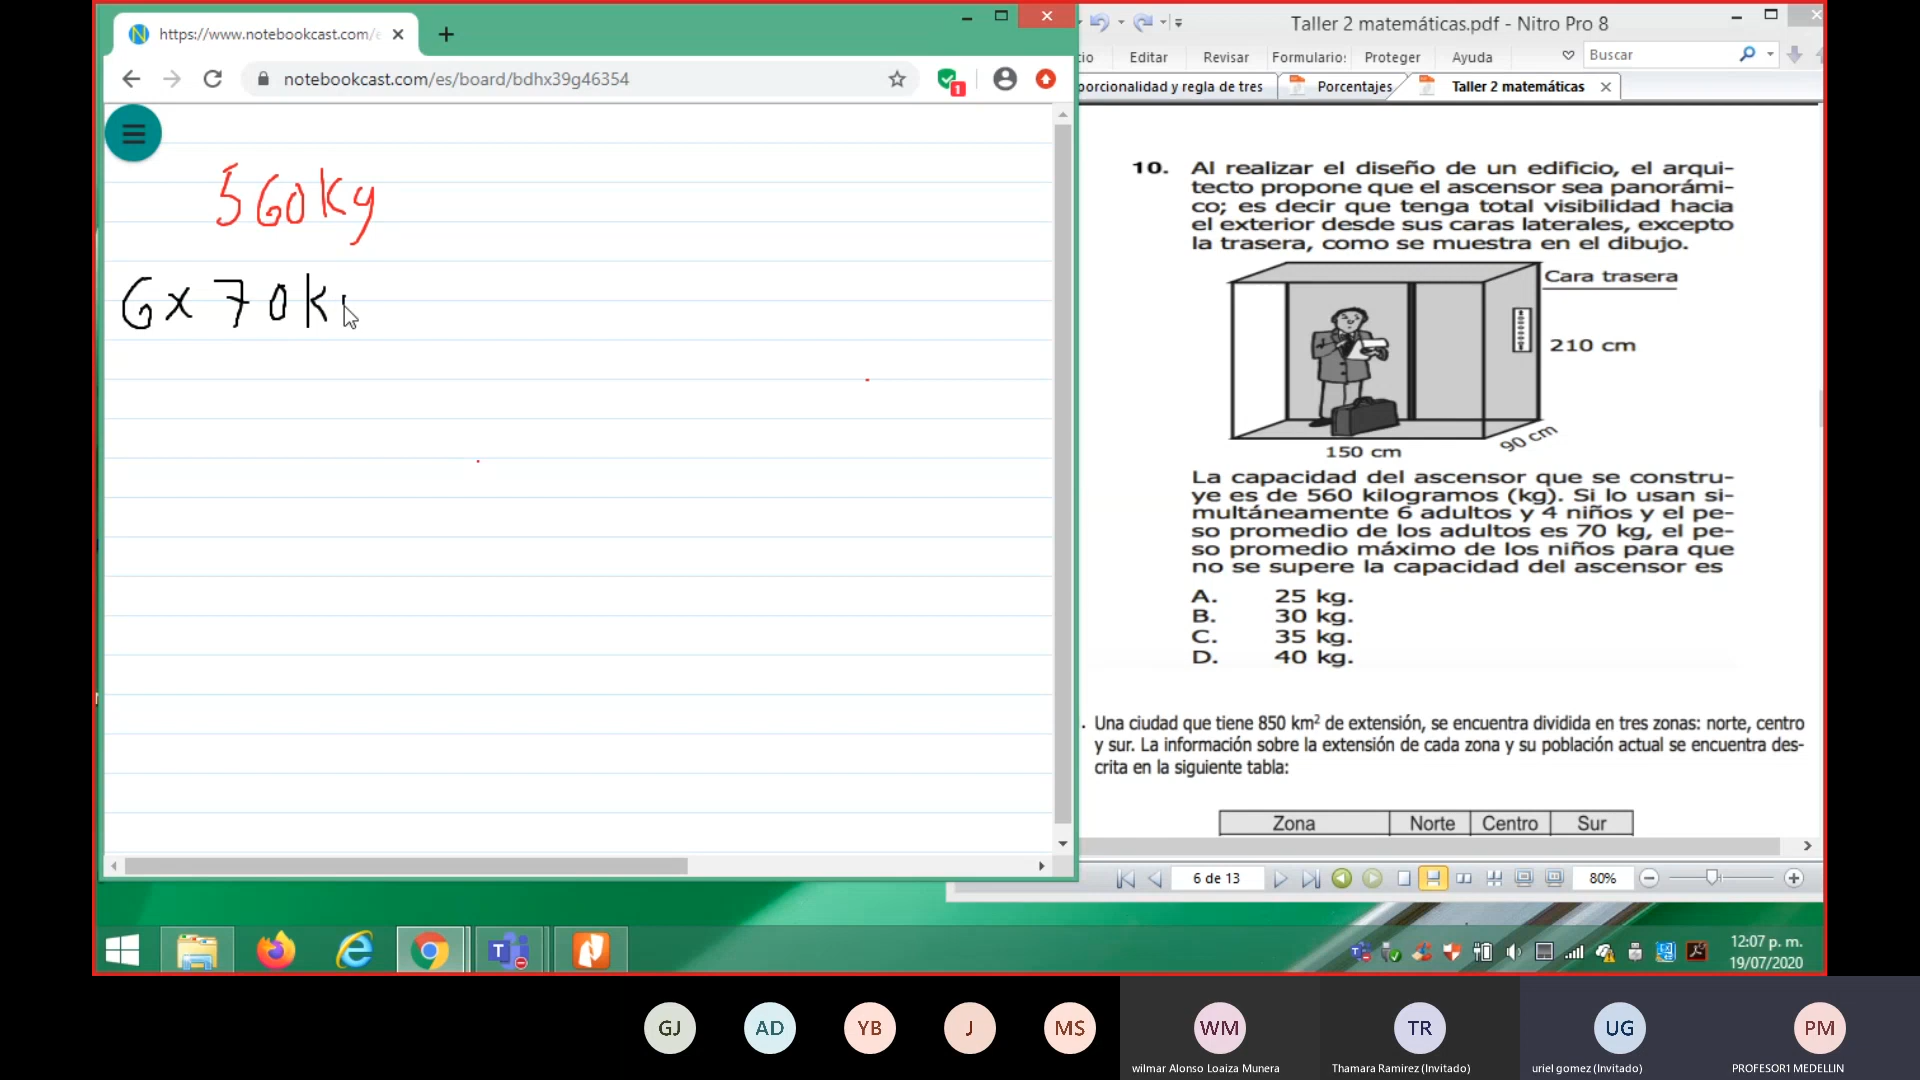 https://www.notebookcast.com/e
notebookcast.com/es/board/bdhx39g46354
1
560Kg
6x 70k
Taller 2 matemáticas.pdf - Nitro Pro 8
io Editar Revisar Formulario: Proteger Ayuda Buscar
porcionalidad y regla de tres Porcentajes Taller 2 matemáticas
10. Al realizar el diseño de un edificio, el arqui-
tecto propone que el ascensor sea panorámi-
co; es decir que tenga total visibilidad hacia
el exterior desde sus caras laterales, excepto
la trasera, como se muestra en el dibujo.
Cara trasera
210 cm
90 cm
150 cm
La capacidad del ascensor que se constru-
ye es de 560 kilogramos (kg). Si lo usan si-
multáneamente 6 adultos y 4 niños y el pe-
so promedio de los adultos es 70 kg, el pe-
so promedio máximo de los niños para que
no se supere la capacidad del ascensor es
A. 25 kg.
B. 30 kg.
C. 35 kg.
D. 40 kg.
. Una ciudad que tiene 850 km² de extensión, se encuentra dividida en tres zonas: norte, centro
y sur. La información sobre la extensión de cada zona y su población actual se encuentra des-
crita en la siguiente tabla:
Zona Norte Centro Sur
6 de 13 80%
12:07 p. m.
19/07/2020
GJ AD YB J MS WM TR UG PM
wilmar Alonso Loaiza Munera Thamara Ramirez (Invitado) uriel gomez (Invitado) PROFESOR1 MEDELLIN